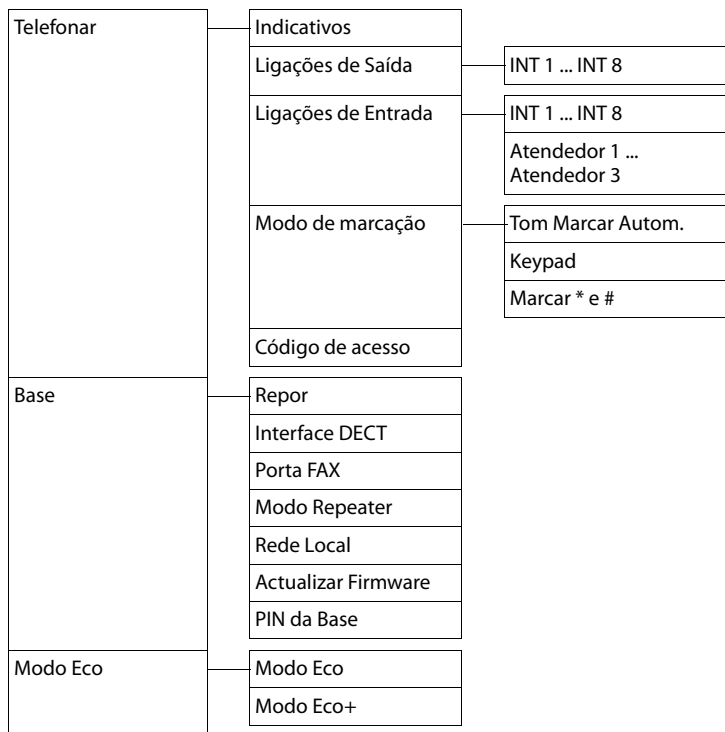 Telefonar
Indicativos
Ligações de Saída
INT 1 ... INT 8
Ligações de Entrada
INT 1 ... INT 8
Atendedor 1 ...
Atendedor 3
Modo de marcação
Tom Marcar Autom.
Keypad
Marcar * e #
Código de acesso
Base
Repor
Interface DECT
Porta FAX
Modo Repeater
Rede Local
Actualizar Firmware
PIN da Base
Modo Eco
Modo Eco
Modo Eco+